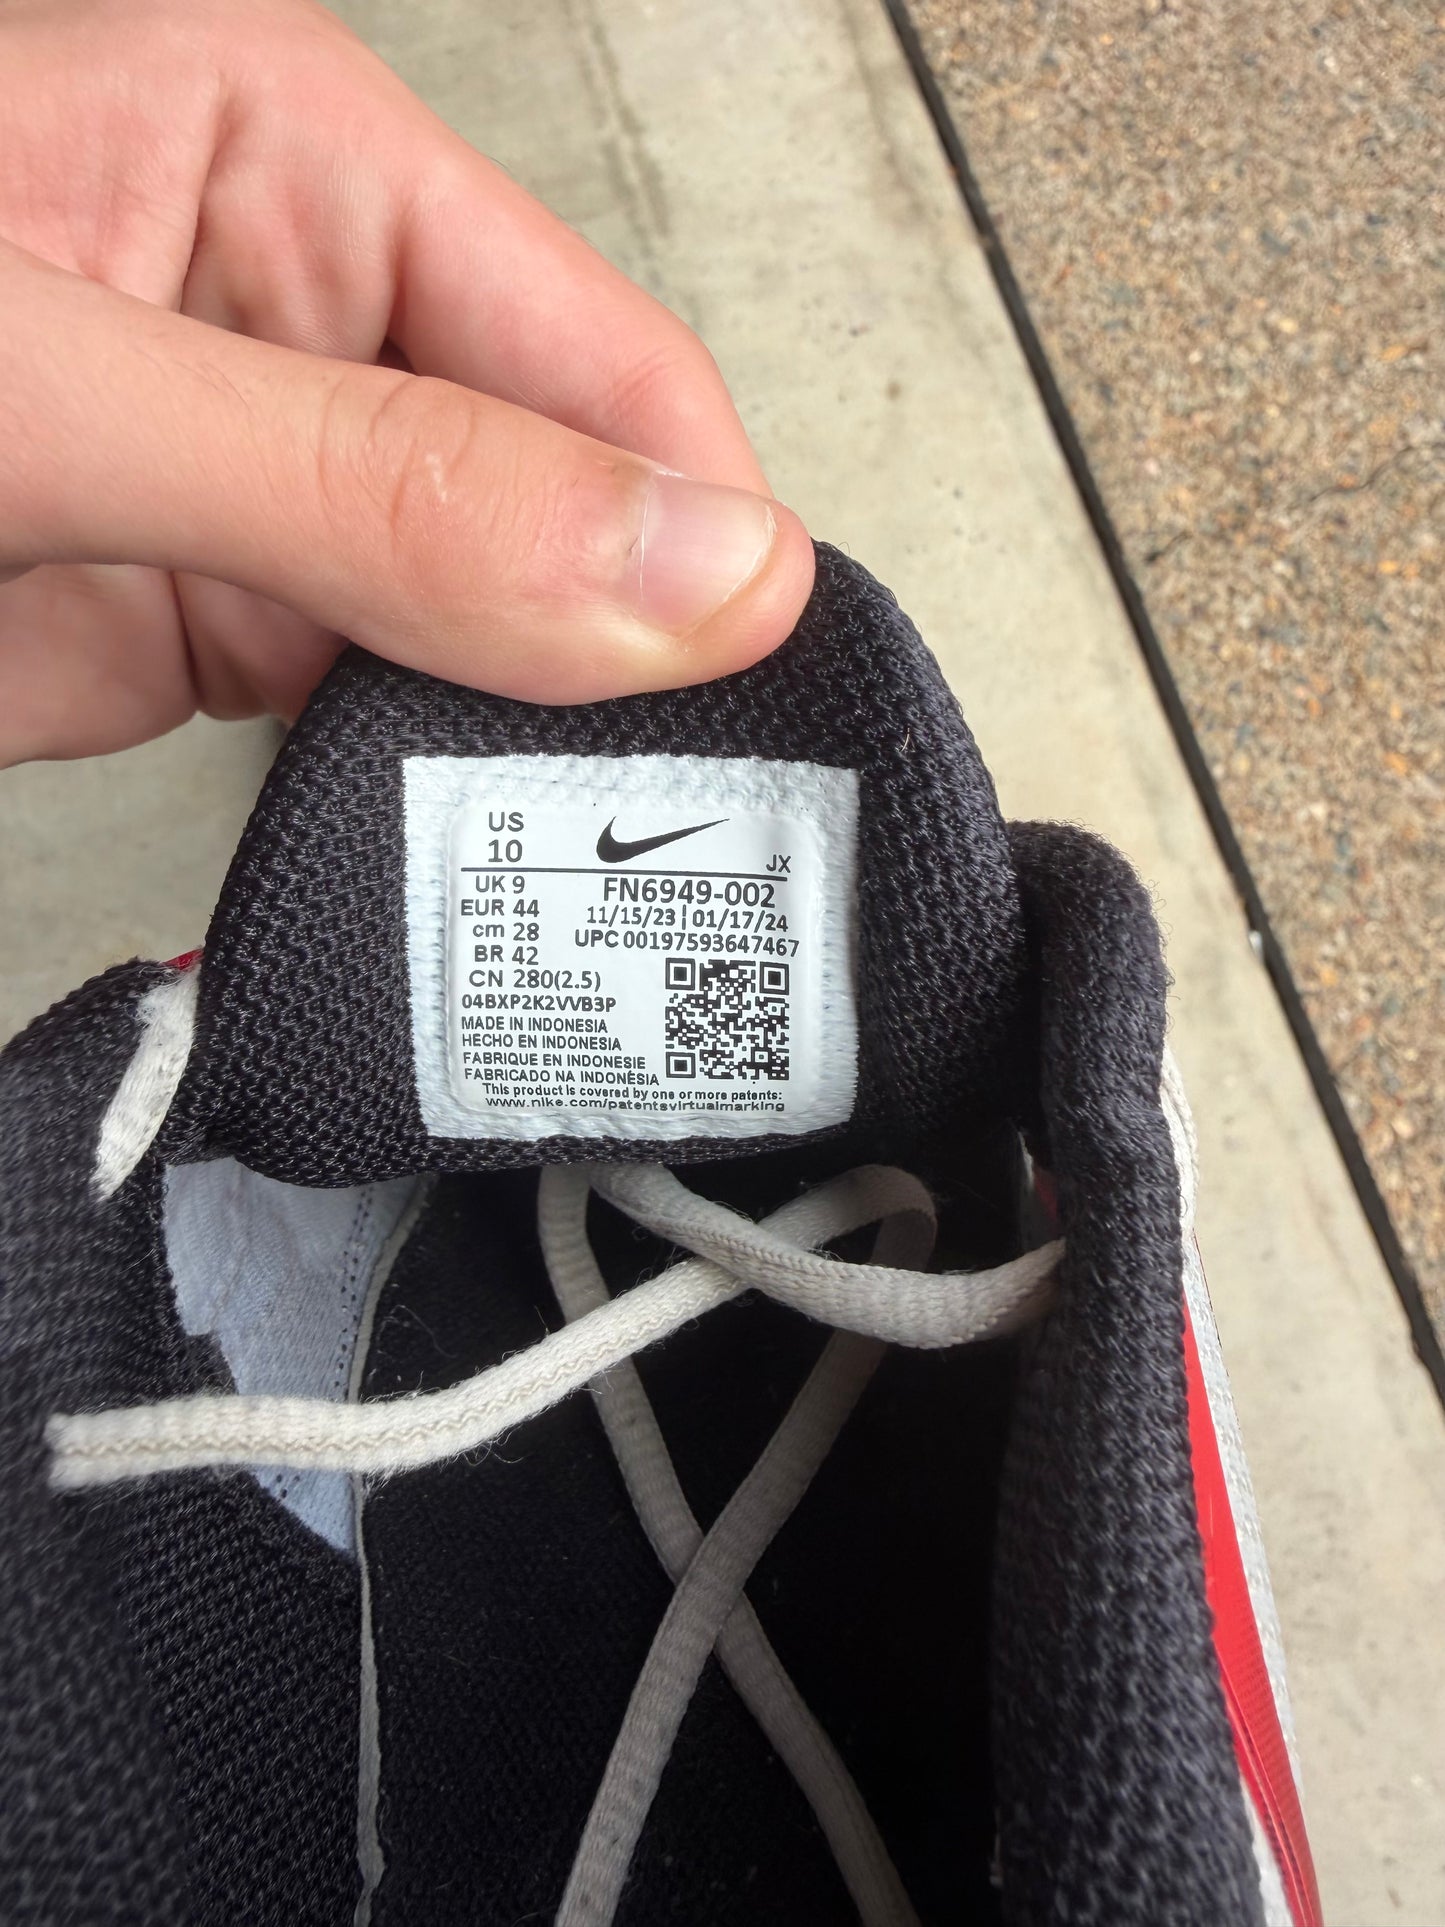 US
10
JX
UK 9
FN6949-002
EUR 44
11/15/23 | 01/17/24
cm 28
UPC 00197593647467
BR 42
CN 280(2.5)
04BXP2K2VVB3P
MADE IN INDONESIA
HECHO EN INDONESIA
FABRIQUE EN INDONESIE
FABRICADO NA INDONÉSIA
This product is covered by one or more patents:
www.nike.com/patentsvirtualmarking